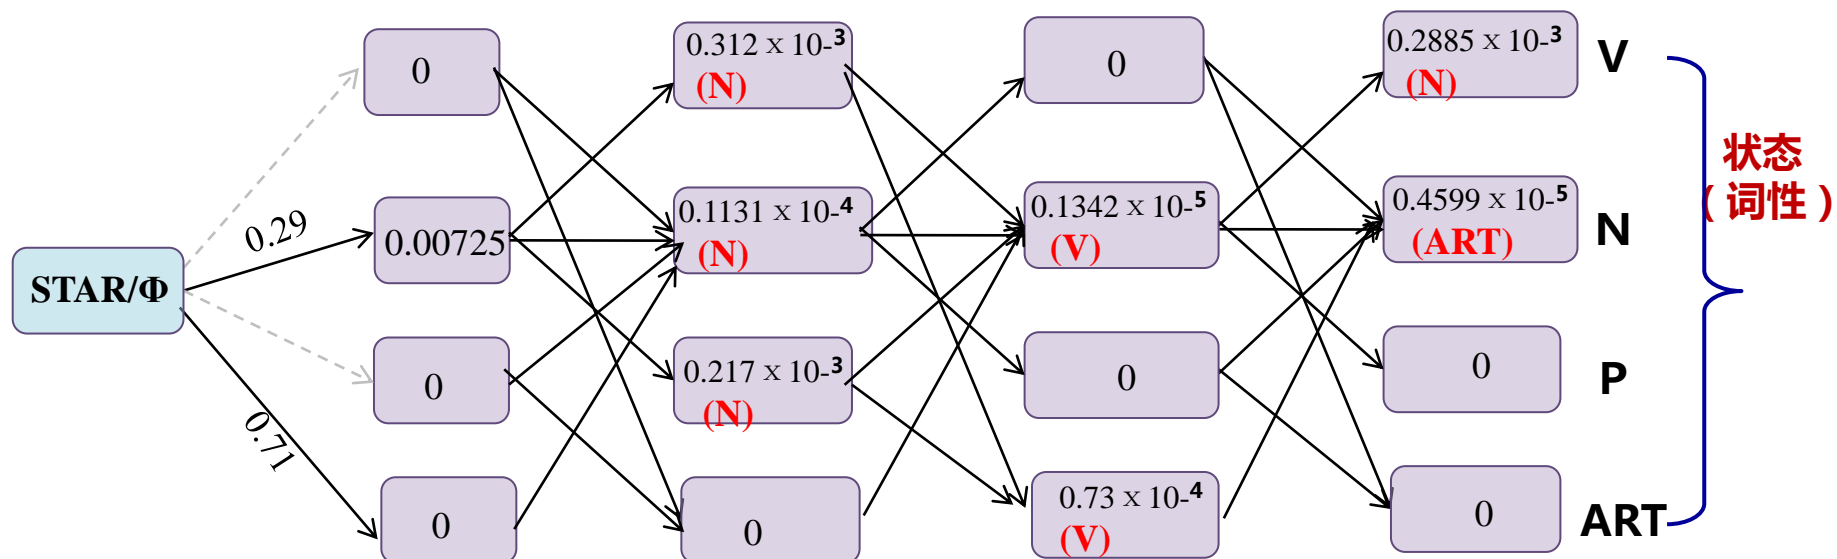 0
0.312 × 10-3
(N)
0
0.2885 × 10-3
(N)
V
状态
（词性）
0.29
0.00725
0.1131 × 10-4
(N)
0.1342 × 10-5
(V)
0.4599 × 10-5
(ART)
N
STAR/Φ
0
0.217 × 10-3
(N)
0
0
P
0.71
0
0
0.73 × 10-4
(V)
0
ART